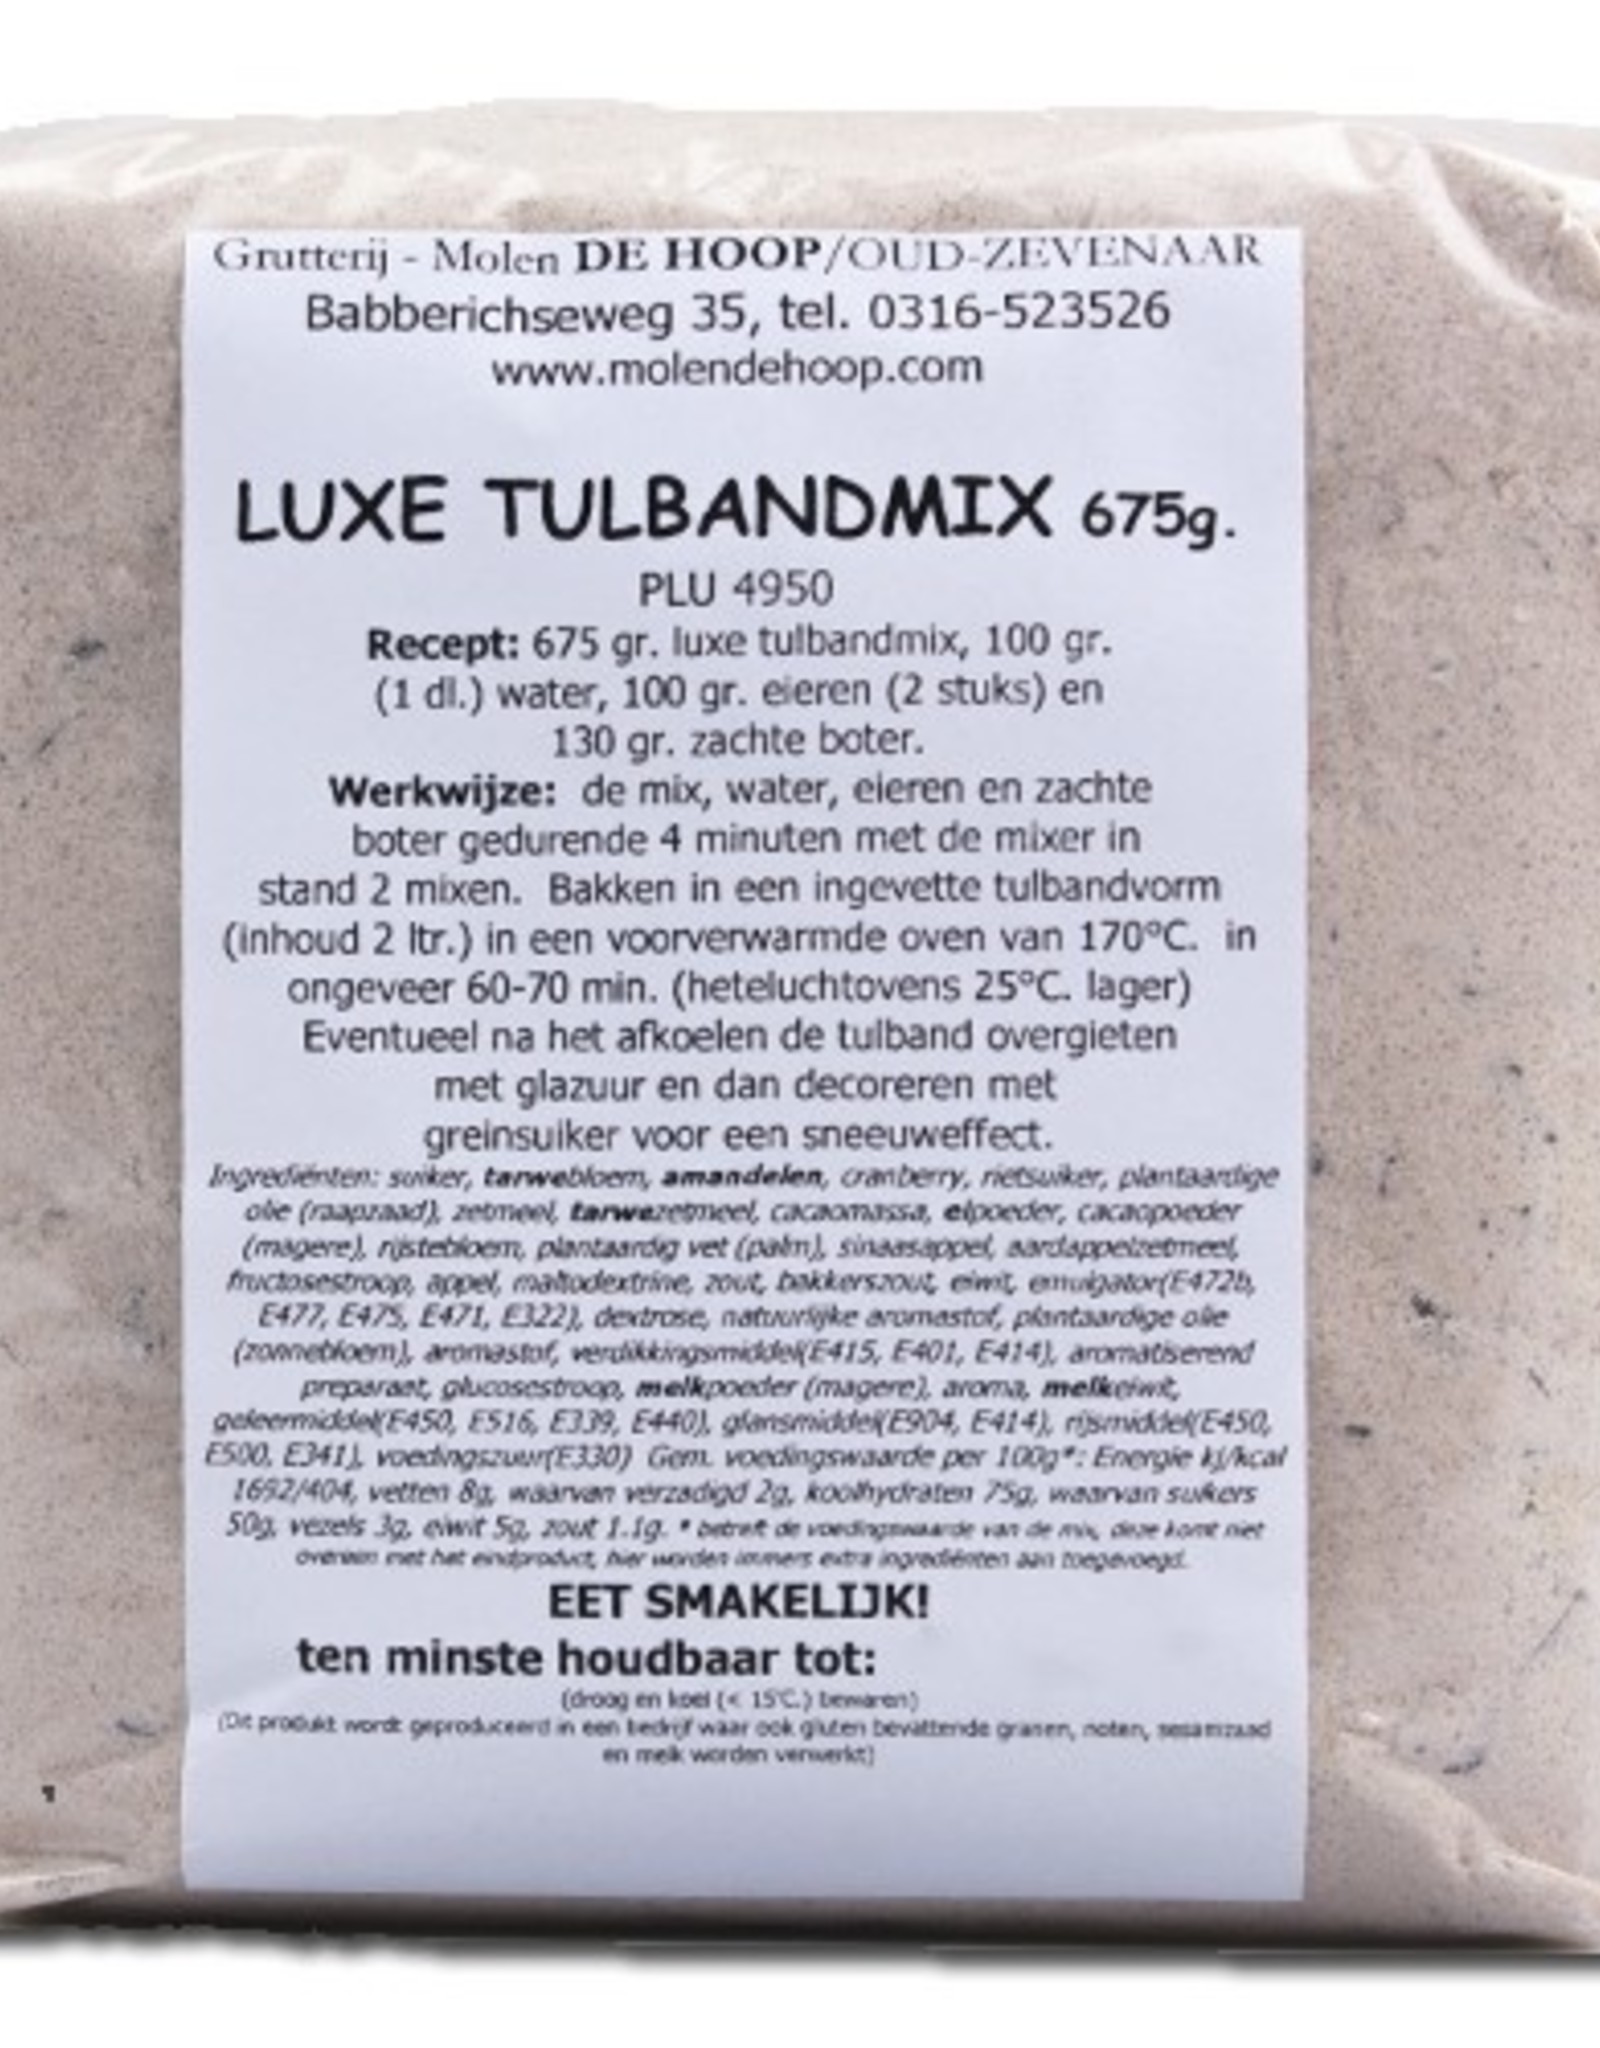 Grutterij - Molen DE HOOP/OUD-ZEVENAAR
Babberichseweg 35, tel. 0316-523526
www.molendehoop.com
LUXE TULBANDMIX 675g.
PLU 4950
Recept: 675 gr. luxe tulbandmix, 100 gr.
(1 dl.) water, 100 gr. eieren (2 stuks) en
130 gr. zachte boter.
Werkwijze: de mix, water, eieren en zachte
boter gedurende 4 minuten met de mixer in
stand 2 mixen. Bakken in een ingevette tulbandvorm
(inhoud 2 ltr.) in een voorverwarmde oven van 170°C. in
ongeveer 60-70 min. (heteluchtovens 25°C. lager)
Eventueel na het afkoelen de tulband overgieten
met glazuur en dan decoreren met
greinsuiker voor een sneeuweffect.
Ingrediënten: suiker, tarwebloem, amandelen, cranberry, rietsuiker, plantaardige
olie (raapzaad), zetmeel, tarwezetmeel, cacaomassa, eipoeder, cacaopoeder
(magere), rijstebloem, plantaardig vet (palm), sinaasappel, aardappelzetmeel,
fructosestroop, appel, maltodextrine, zout, bakkerszout, eiwit, emulgator(E472b,
E477, E475, E471, E322), dextrose, natuurlijke aromastof, plantaardige olie
(zonnebloem), aromastof, verdikkingsmiddel(E415, E401, E414), aromatiserend
preparaat, glucosestroop, melkpoeder (magere), aroma, melkeiwit,
geleermiddel(E450, E516, E339, E440), glansmiddel(E904, E414), rijsmiddel(E450,
E500, E341), voedingszuur(E330) Gem. voedingswaarde per 100g*: Energie kj/kcal
1692/404, vetten 8g, waarvan verzadigd 2g, koolhydraten 75g, waarvan suikers
50g, vezels 3g, eiwit 5g, zout 1.1g. * betreft de voedingswaarde van de mix, deze komt niet
overeen met het eindproduct, hier worden immers extra ingrediënten aan toegevoegd.
EET SMAKELIJK!
ten minste houdbaar tot:
(droog en koel (< 15°C.) bewaren)
(Dit produkt wordt geproduceerd in een bedrijf waar ook gluten bevattende granen, noten, sesamzaad
en melk worden verwerkt)